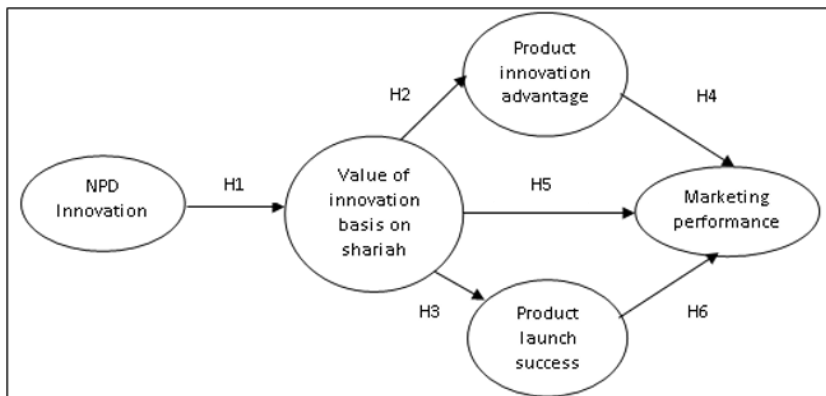 Product
innovation
advantage
H2
H4
NPD
Innovation
H1
Value of
innovation
basis on
shariah
H5
Marketing
performance
H3
Product
launch
success
H6